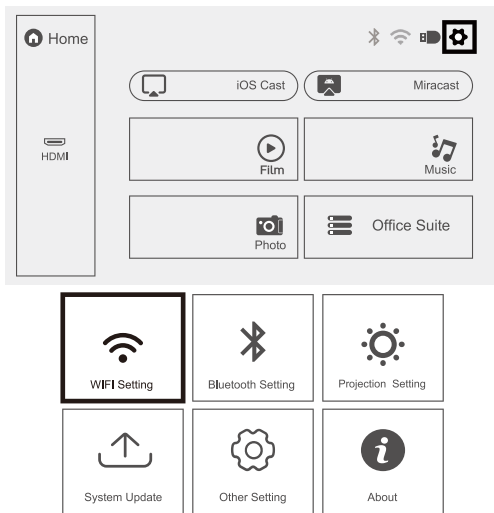 Home
iOS Cast
Miracast
HDMI
Film
Music
Photo
Office Suite
WIFI Setting
Bluetooth Setting
Projection Setting
System Update
Other Setting
About